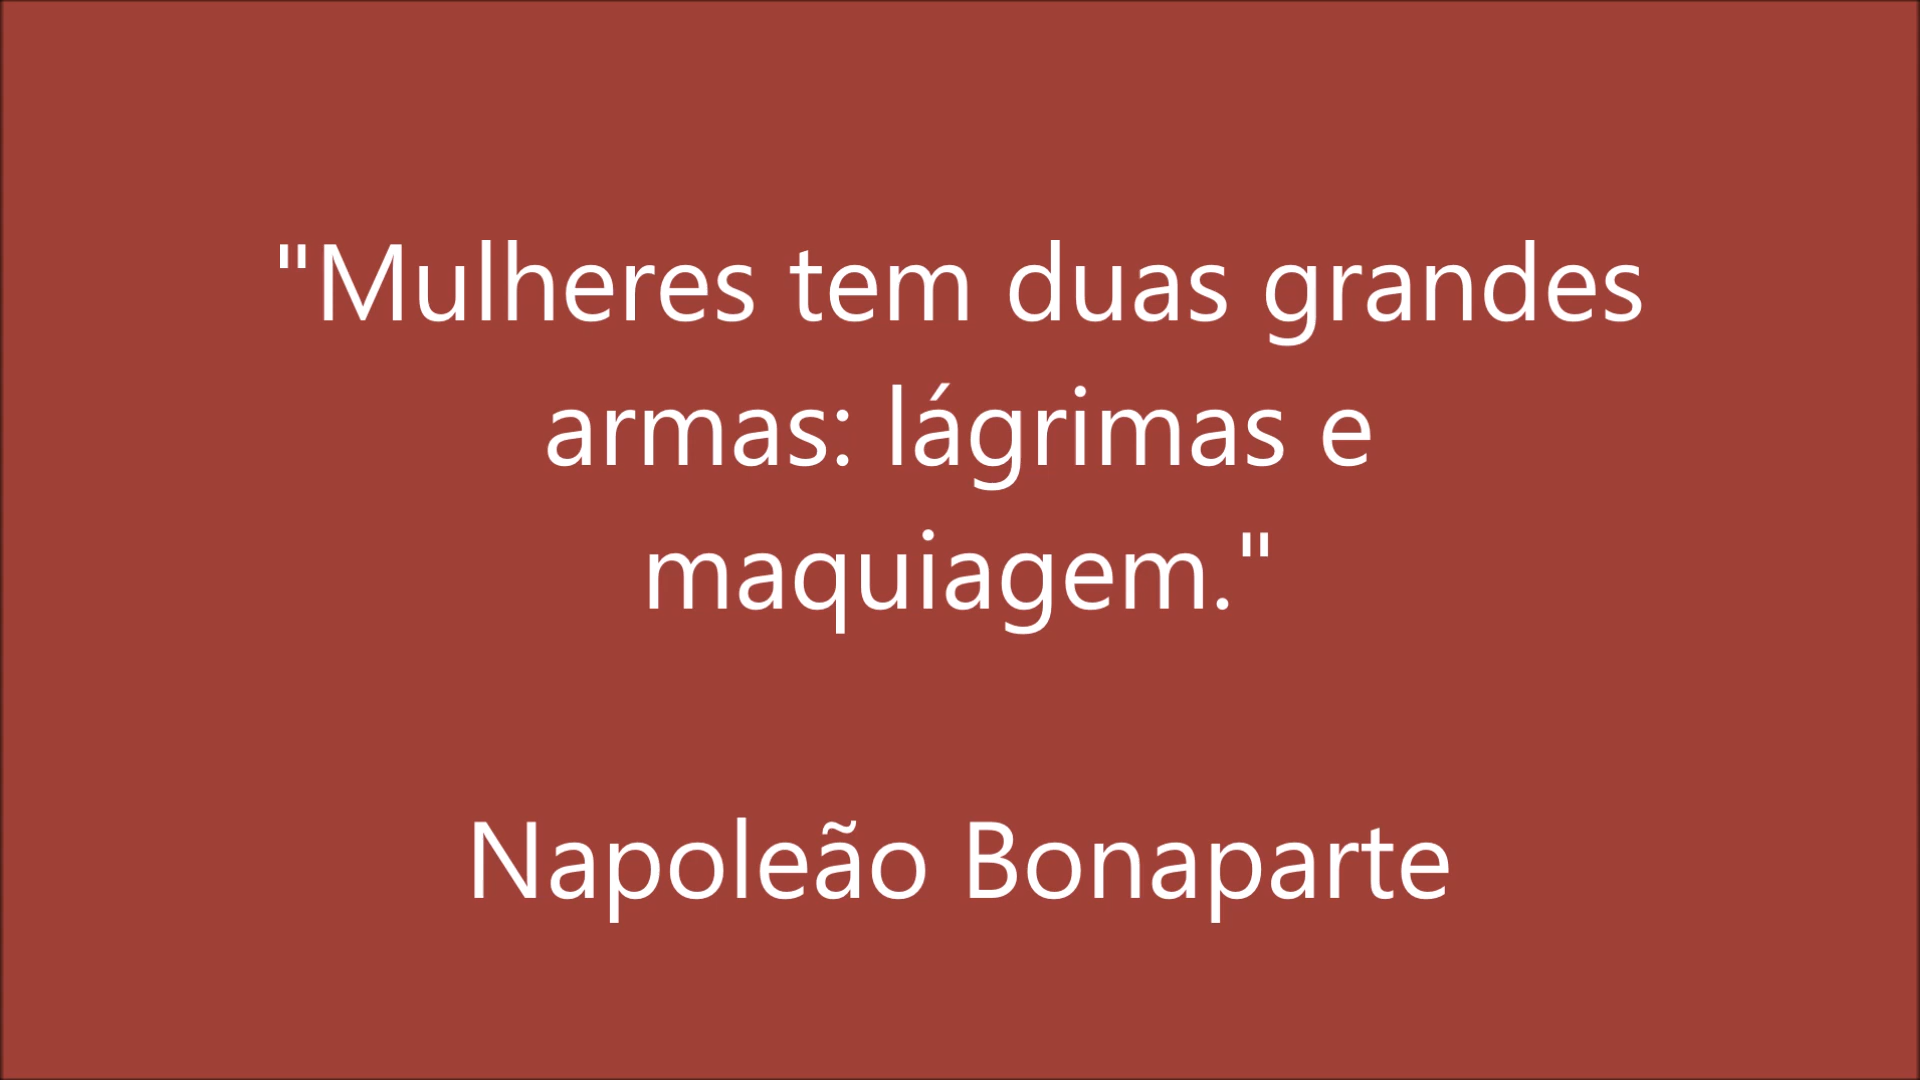 "Mulheres tem duas grandes
armas: lágrimas e
maquiagem."
Napoleão Bonaparte